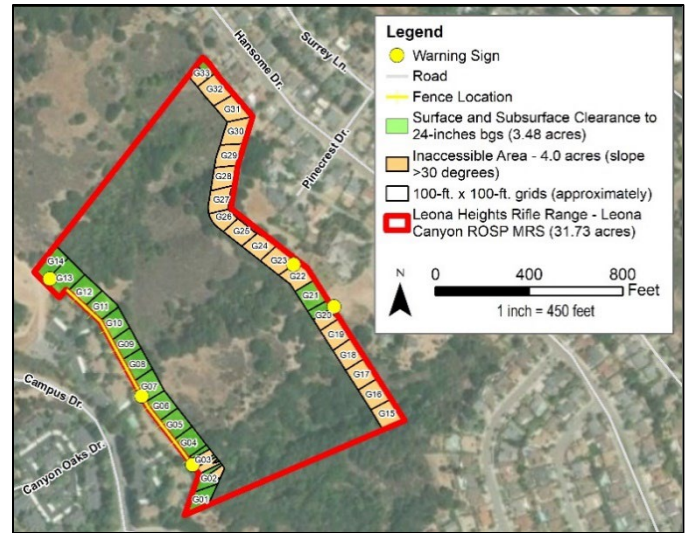 Hansome Dr.
Surrey Ln.
Pinecrest Dr.
Campus Dr.
Canyon Oaks Dr.
G33
G32
G31
G30
G29
G28
G27
G26
G25
G24
G23
G22
G21
G20
G19
G18
G17
G16
G15
G14
G13
G12
G11
G10
G09
G08
G07
G06
G05
G04
G03
G02
G01
Legend
Warning Sign
Road
Fence Location
Surface and Subsurface Clearance to
24-inches bgs (3.48 acres)
Inaccessible Area - 4.0 acres (slope
>30 degrees)
100-ft. x 100-ft. grids (approximately)
Leona Heights Rifle Range - Leona
Canyon ROSP MRS (31.73 acres)
N
0 400 800
Feet
1 inch = 450 feet